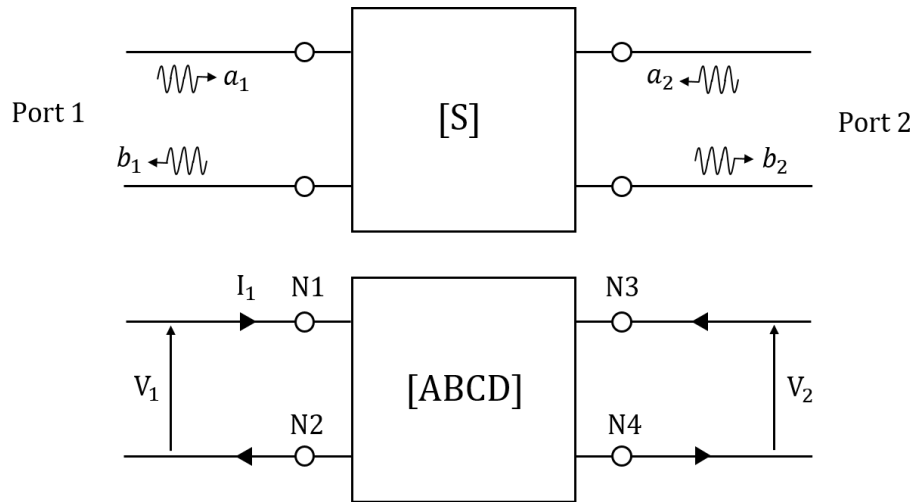 a₁
a₂
Port 1
[S]
Port 2
b₁
b₂
I₁
N1
N3
V₁
[ABCD]
V₂
N2
N4